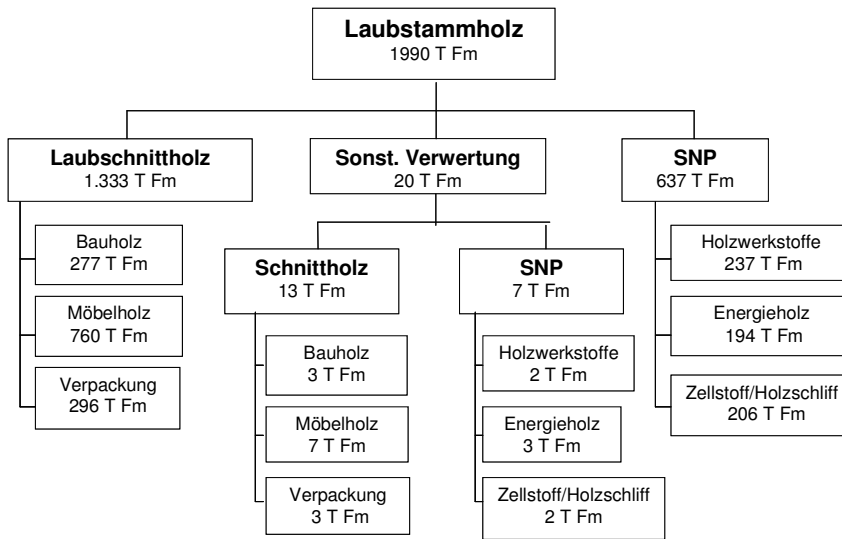 Laubstammholz
1990 T Fm
Laubschnittholz
1.333 T Fm
Sonst. Verwertung
20 T Fm
SNP
637 T Fm
Bauholz
277 T Fm
Möbelholz
760 T Fm
Verpackung
296 T Fm
Schnittholz
13 T Fm
Bauholz
3 T Fm
Möbelholz
7 T Fm
Verpackung
3 T Fm
SNP
7 T Fm
Holzwerkstoffe
2 T Fm
Energieholz
3 T Fm
Zellstoff/Holzschliff
2 T Fm
Holzwerkstoffe
237 T Fm
Energieholz
194 T Fm
Zellstoff/Holzschliff
206 T Fm